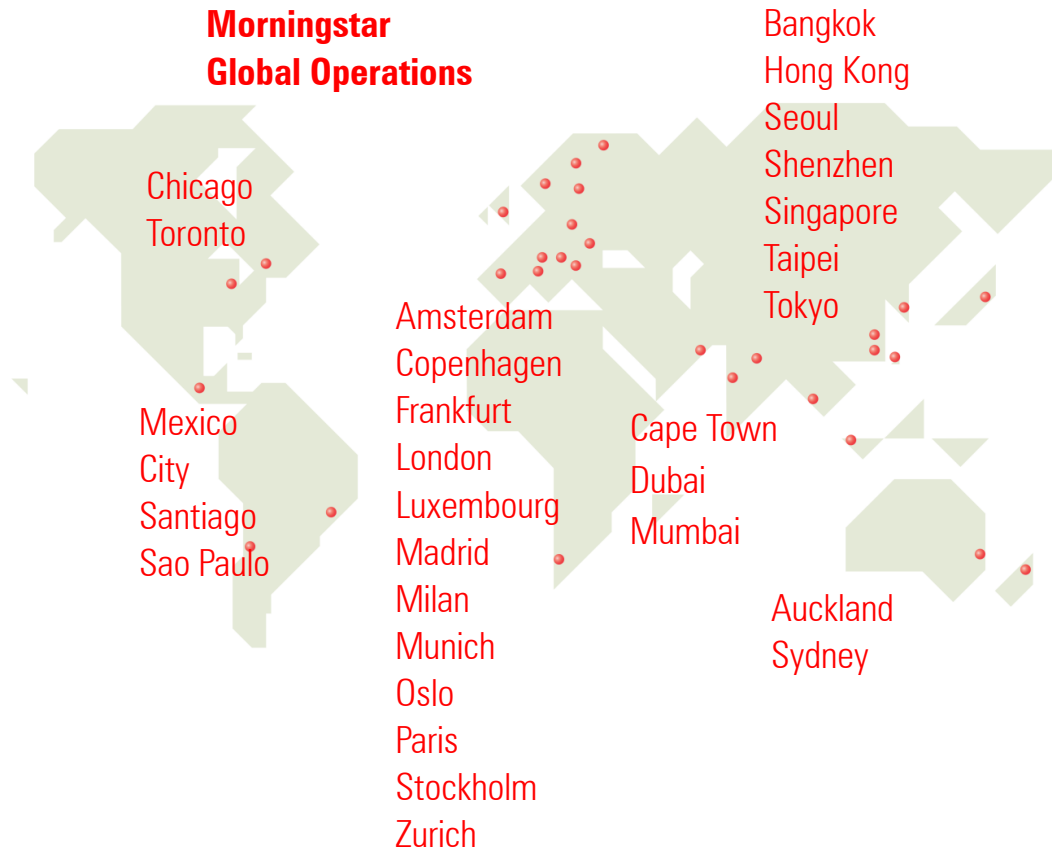 Morningstar
Global Operations
Chicago
Toronto
Mexico
City
Santiago
Sao Paulo
Amsterdam
Copenhagen
Frankfurt
London
Luxembourg
Madrid
Milan
Munich
Oslo
Paris
Stockholm
Zurich
Cape Town
Dubai
Mumbai
Bangkok
Hong Kong
Seoul
Shenzhen
Singapore
Taipei
Tokyo
Auckland
Sydney